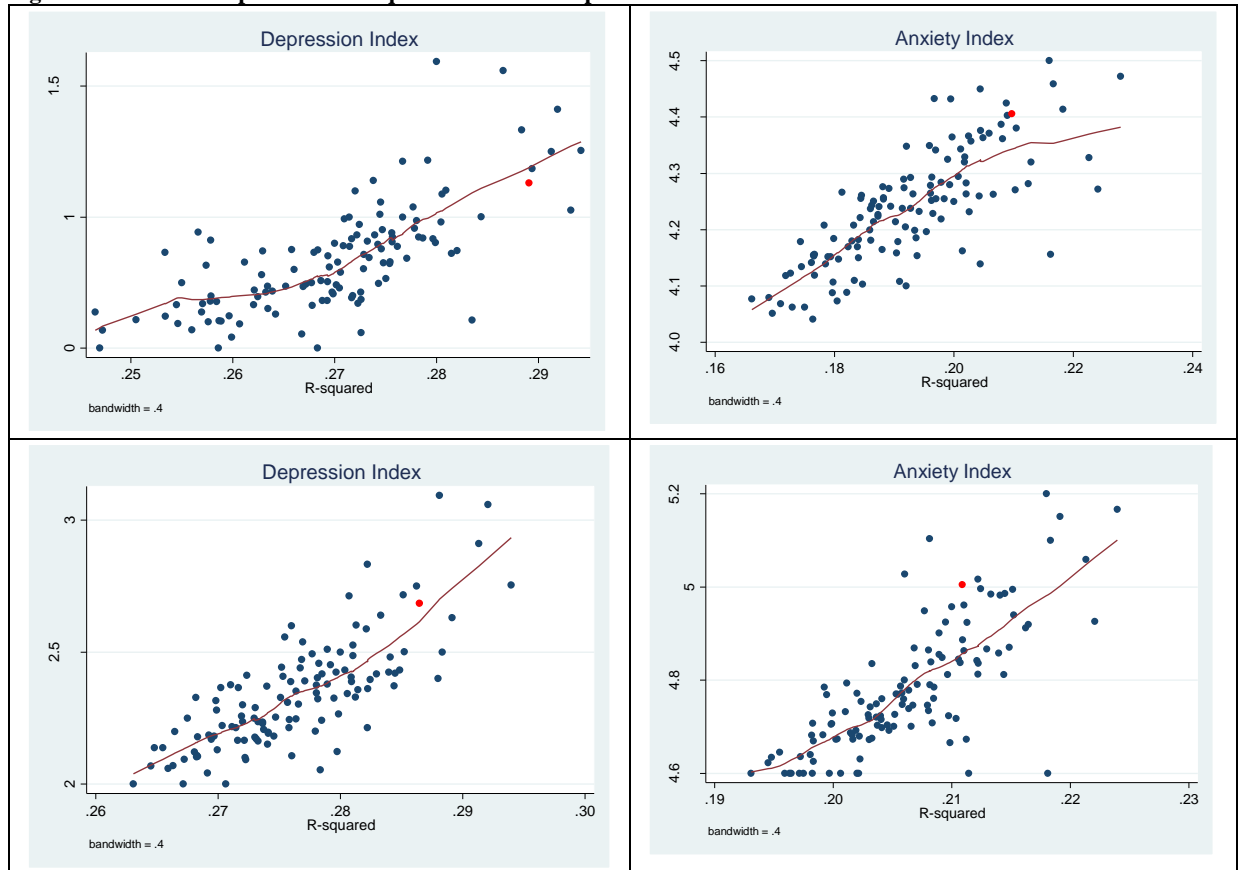 Depression Index
1.5
1
0
.25 .26 .27 .28 .29
R-squared
bandwidth = .4
Anxiety Index
4.5
4.4
4.3
4.2
4.1
4.0
.16 .18 .20 .22 .24
R-squared
bandwidth = .4
Depression Index
3
2.5
2
.26 .27 .28 .29 .30
R-squared
bandwidth = .4
Anxiety Index
5.2
5
4.8
4.6
.19 .20 .21 .22 .23
R-squared
bandwidth = .4